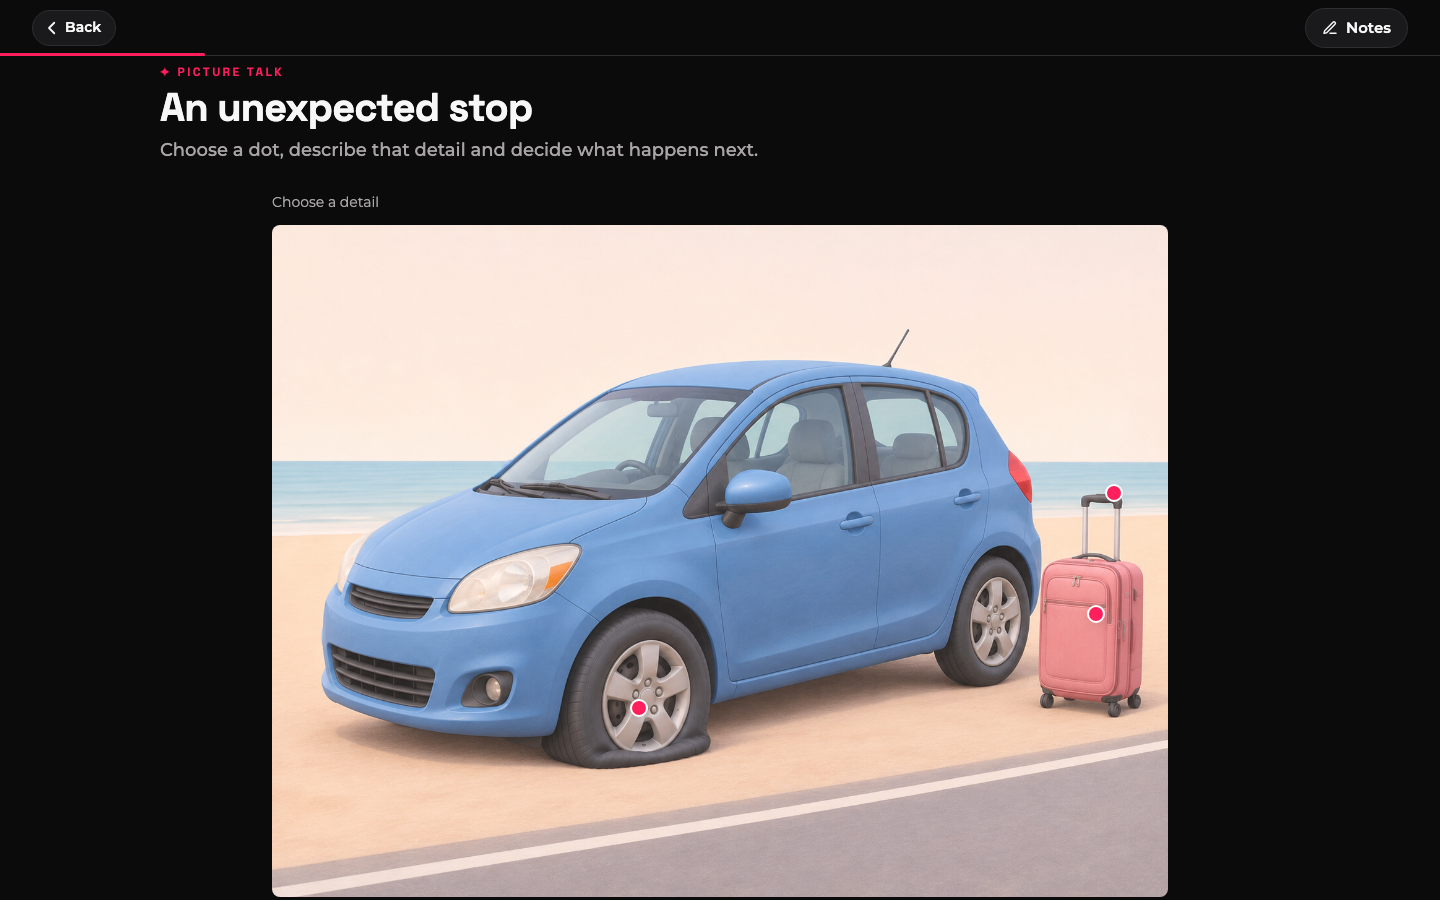 Back
Notes
PICTURE TALK
An unexpected stop
Choose a dot, describe that detail and decide what happens next.
Choose a detail